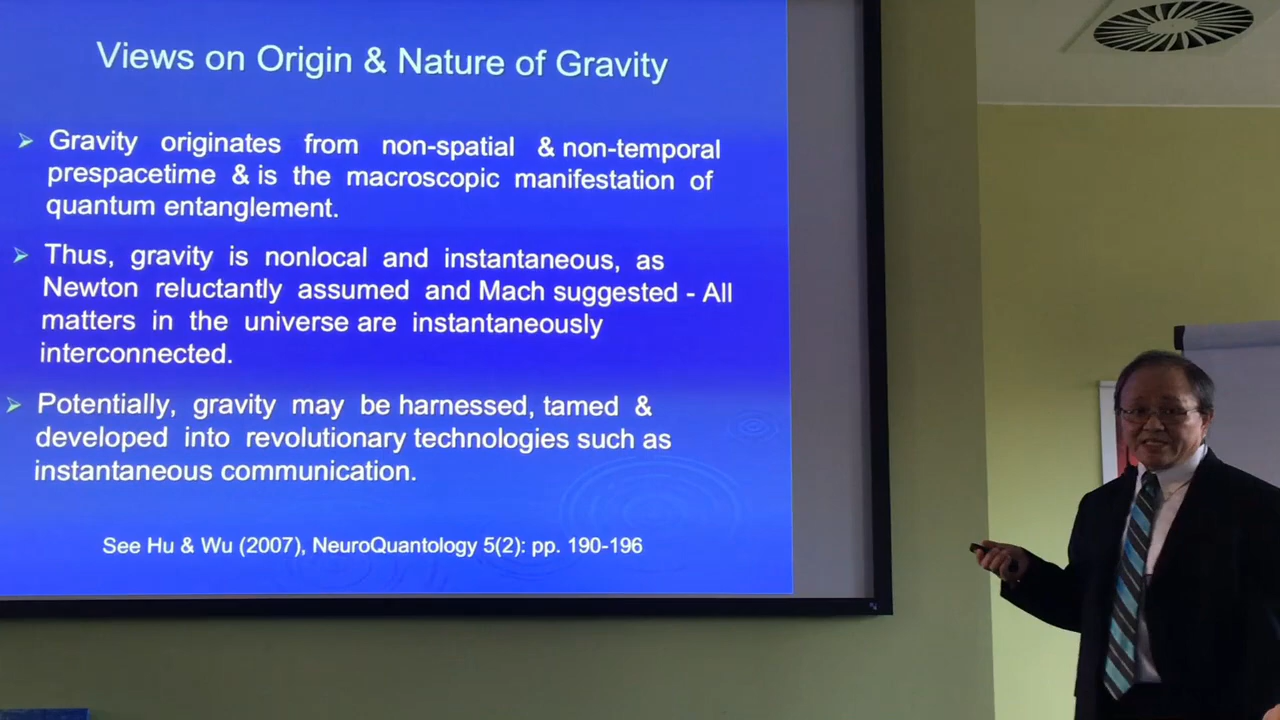 Views on Origin & Nature of Gravity
Gravity originates from non-spatial & non-temporal
prespacetime & is the macroscopic manifestation of
quantum entanglement.
Thus, gravity is nonlocal and instantaneous, as
Newton reluctantly assumed and Mach suggested - All
matters in the universe are instantaneously
interconnected.
Potentially, gravity may be harnessed, tamed &
developed into revolutionary technologies such as
instantaneous communication.
See Hu & Wu (2007), NeuroQuantology 5(2): pp. 190-196